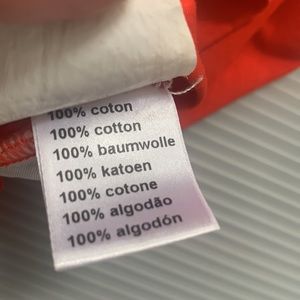 100% coton
100% cotton
100% baumwolle
100% katoen
100% cotone
100% algodão
100% algodón